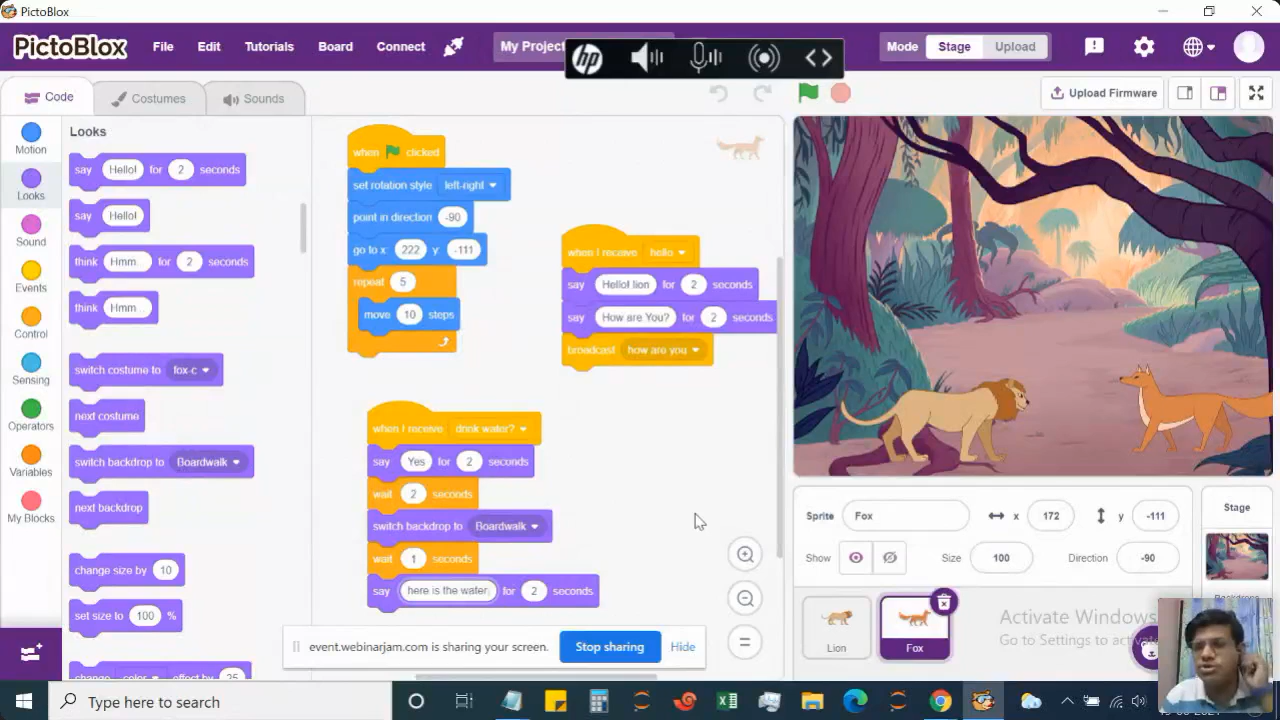 PictoBlox
PictoBlox File Edit Tutorials Board Connect My Project Mode Stage Upload
hp
Code Costumes Sounds Upload Firmware
Motion
Looks
Sound
Events
Control
Sensing
Operators
Variables
My Blocks
Looks
say Hello! for 2 seconds
say Hello!
think Hmm.. for 2 seconds
think Hmm..
switch costume to fox-c
next costume
switch backdrop to Boardwalk
next backdrop
change size by 10
set size to 100 %
change color effect by 25
when clicked
set rotation style left-right
point in direction -90
go to x: 222 y: -111
repeat 5
move 10 steps
when I receive hello
say Hello! lion for 2 seconds
say How are You? for 2 seconds
broadcast how are you
when I receive drink water?
say Yes for 2 seconds
wait 2 seconds
switch backdrop to Boardwalk
wait 1 seconds
say here is the water. for 2 seconds
event.webinarjam.com is sharing your screen. Stop sharing Hide
Sprite Fox x 172 y -111
Show Size 100 Direction -90
Lion Fox
Stage
Activate Windows
Go to Settings to activate
Type here to search